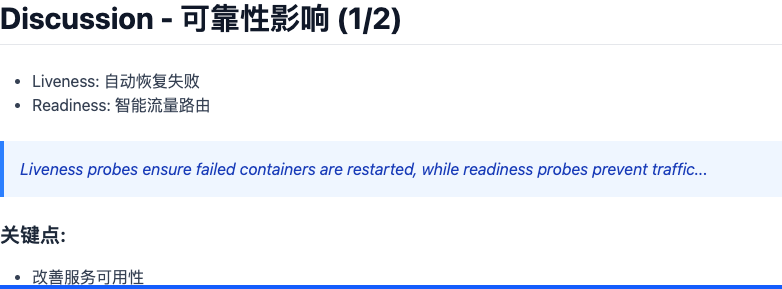 Discussion - 可靠性影响 (1/2)
• Liveness: 自动恢复失败
• Readiness: 智能流量路由
Liveness probes ensure failed containers are restarted, while readiness probes prevent traffic...
关键点:
• 改善服务可用性